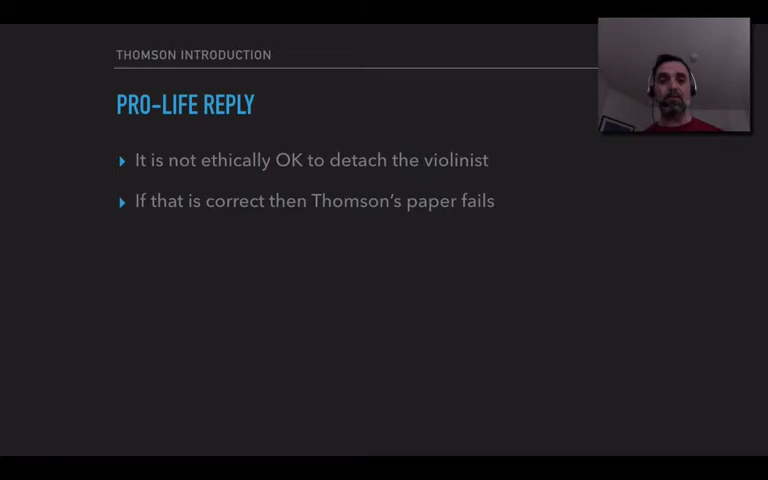 THOMSON INTRODUCTION
PRO-LIFE REPLY
It is not ethically OK to detach the violinist
If that is correct then Thomson's paper fails